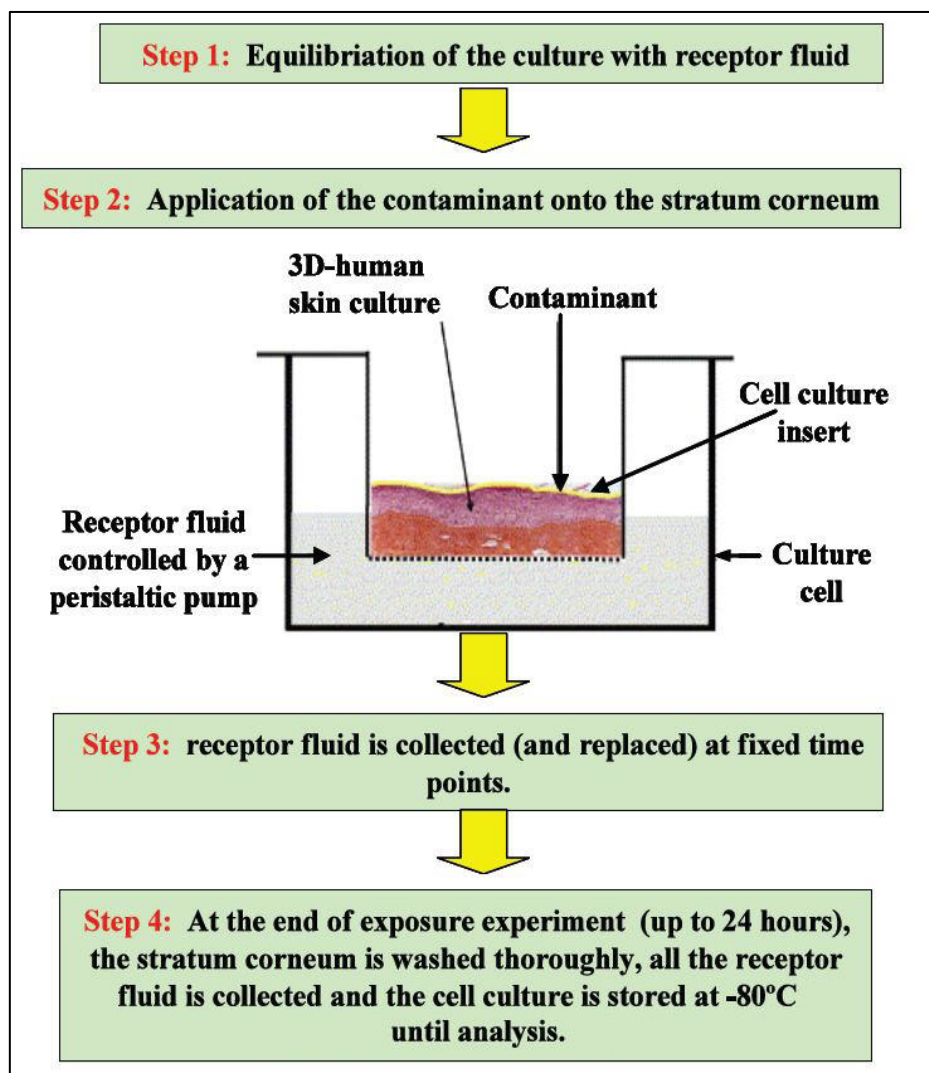 Step 1: Equilibriation of the culture with receptor fluid
Step 2: Application of the contaminant onto the stratum corneum
3D-human
skin culture
Contaminant
Cell culture
insert
Receptor fluid
controlled by a
peristaltic pump
Culture
cell
Step 3: receptor fluid is collected (and replaced) at fixed time
points.
Step 4: At the end of exposure experiment (up to 24 hours),
the stratum corneum is washed thoroughly, all the receptor
fluid is collected and the cell culture is stored at -80ºC
until analysis.